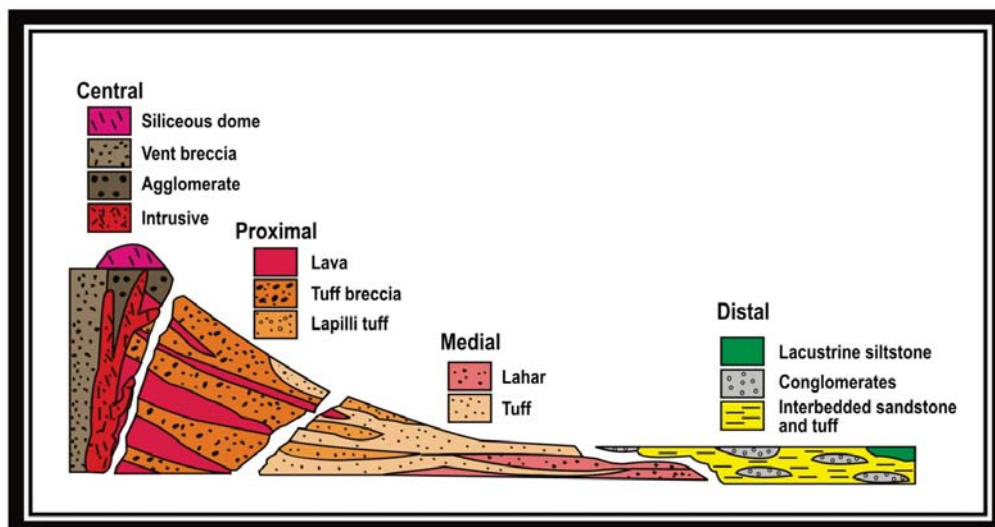 Central
Siliceous dome
Vent breccia
Agglomerate
Intrusive
Proximal
Lava
Tuff breccia
Lapilli tuff
Medial
Lahar
Tuff
Distal
Lacustrine siltstone
Conglomerates
Interbedded sandstone
and tuff